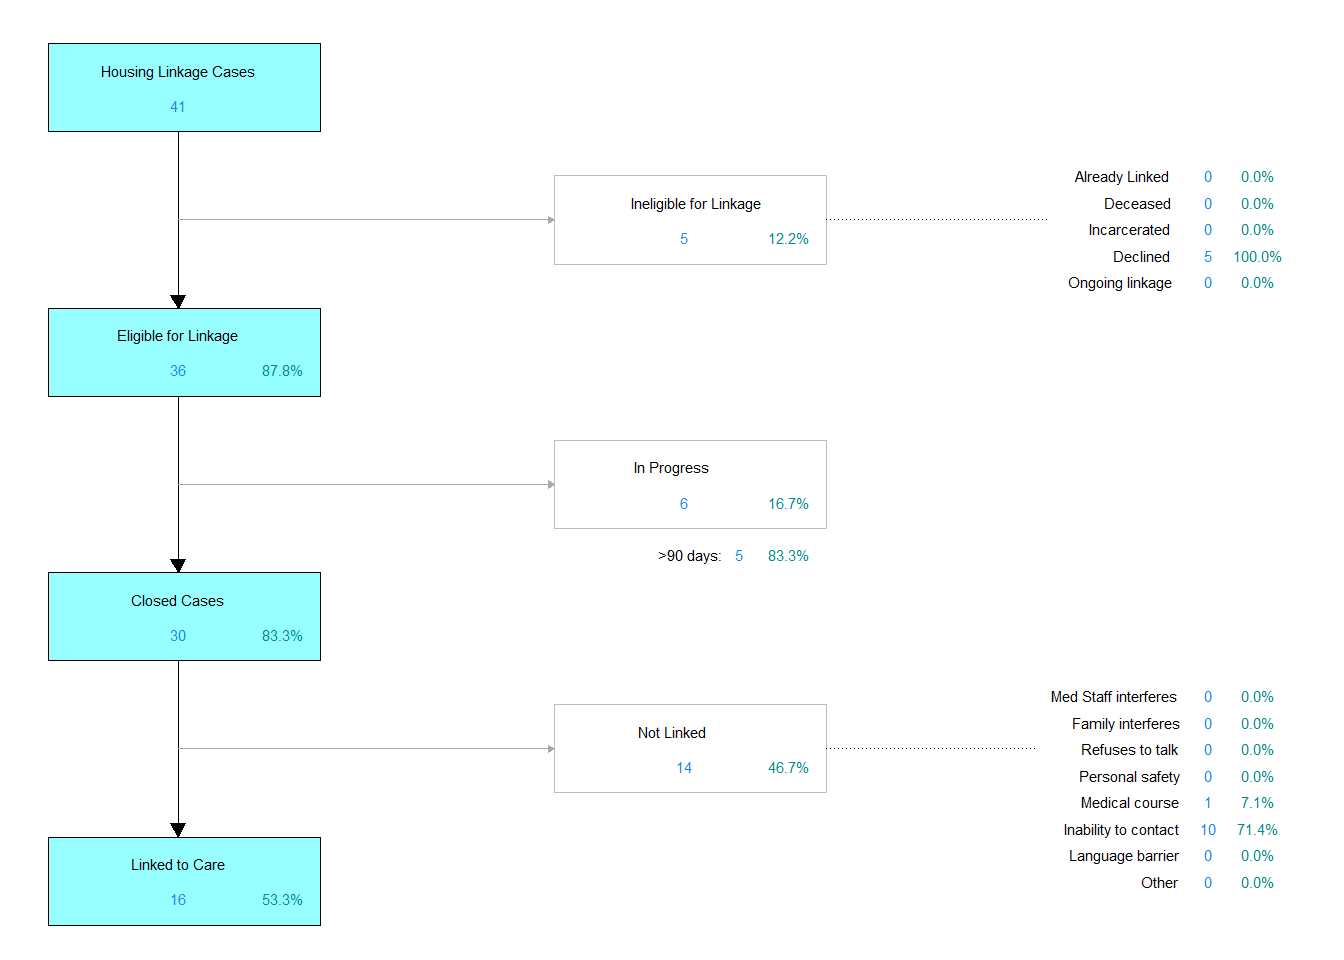 Housing Linkage Cases
41
Already Linked 0 0.0%
Ineligible for Linkage
Deceased 0 0.0%
Incarcerated 0 0.0%
5 12.2%
Declined 5 100.0%
Ongoing linkage 0 0.0%
Eligible for Linkage
36 87.8%
In Progress
6 16.7%
>90 days: 5 83.3%
Closed Cases
30 83.3%
Med Staff interferes 0 0.0%
Family interferes 0 0.0%
Not Linked
Refuses to talk 0 0.0%
14 46.7%
Personal safety 0 0.0%
Medical course 1 7.1%
Inability to contact 10 71.4%
Language barrier 0 0.0%
Other 0 0.0%
Linked to Care
16 53.3%